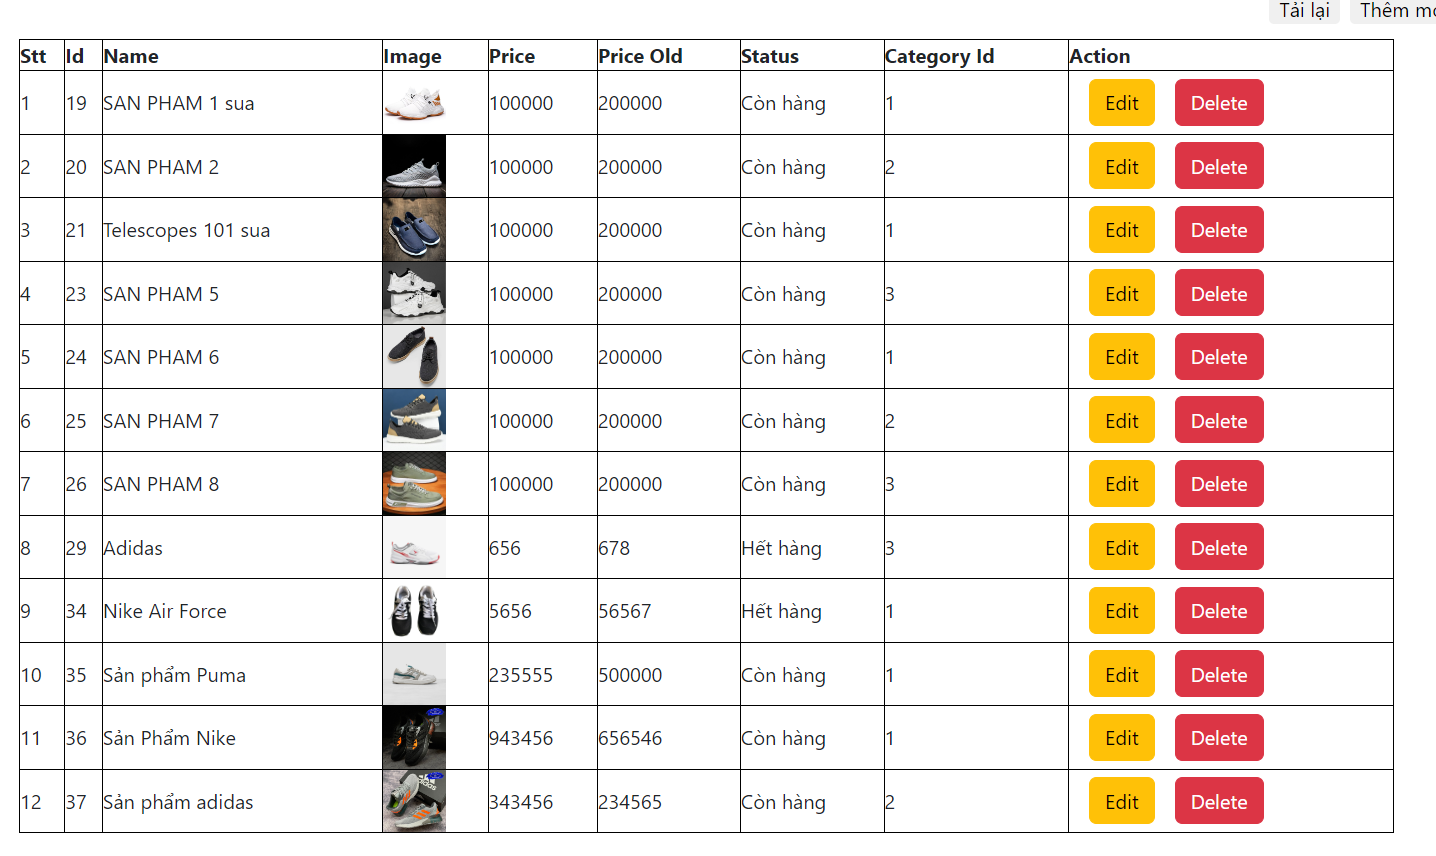 Tải lại Thêm mơ
Stt Id Name Image Price Price Old Status Category Id Action
1 19 SAN PHAM 1 sua 100000 200000 Còn hàng 1 Edit Delete
2 20 SAN PHAM 2 100000 200000 Còn hàng 2 Edit Delete
3 21 Telescopes 101 sua 100000 200000 Còn hàng 1 Edit Delete
4 23 SAN PHAM 5 100000 200000 Còn hàng 3 Edit Delete
5 24 SAN PHAM 6 100000 200000 Còn hàng 1 Edit Delete
6 25 SAN PHAM 7 100000 200000 Còn hàng 2 Edit Delete
7 26 SAN PHAM 8 100000 200000 Còn hàng 3 Edit Delete
8 29 Adidas 656 678 Hết hàng 3 Edit Delete
9 34 Nike Air Force 5656 56567 Hết hàng 1 Edit Delete
10 35 Sản phẩm Puma 235555 500000 Còn hàng 1 Edit Delete
11 36 Sản Phẩm Nike 943456 656546 Còn hàng 1 Edit Delete
12 37 Sản phẩm adidas 343456 234565 Còn hàng 2 Edit Delete